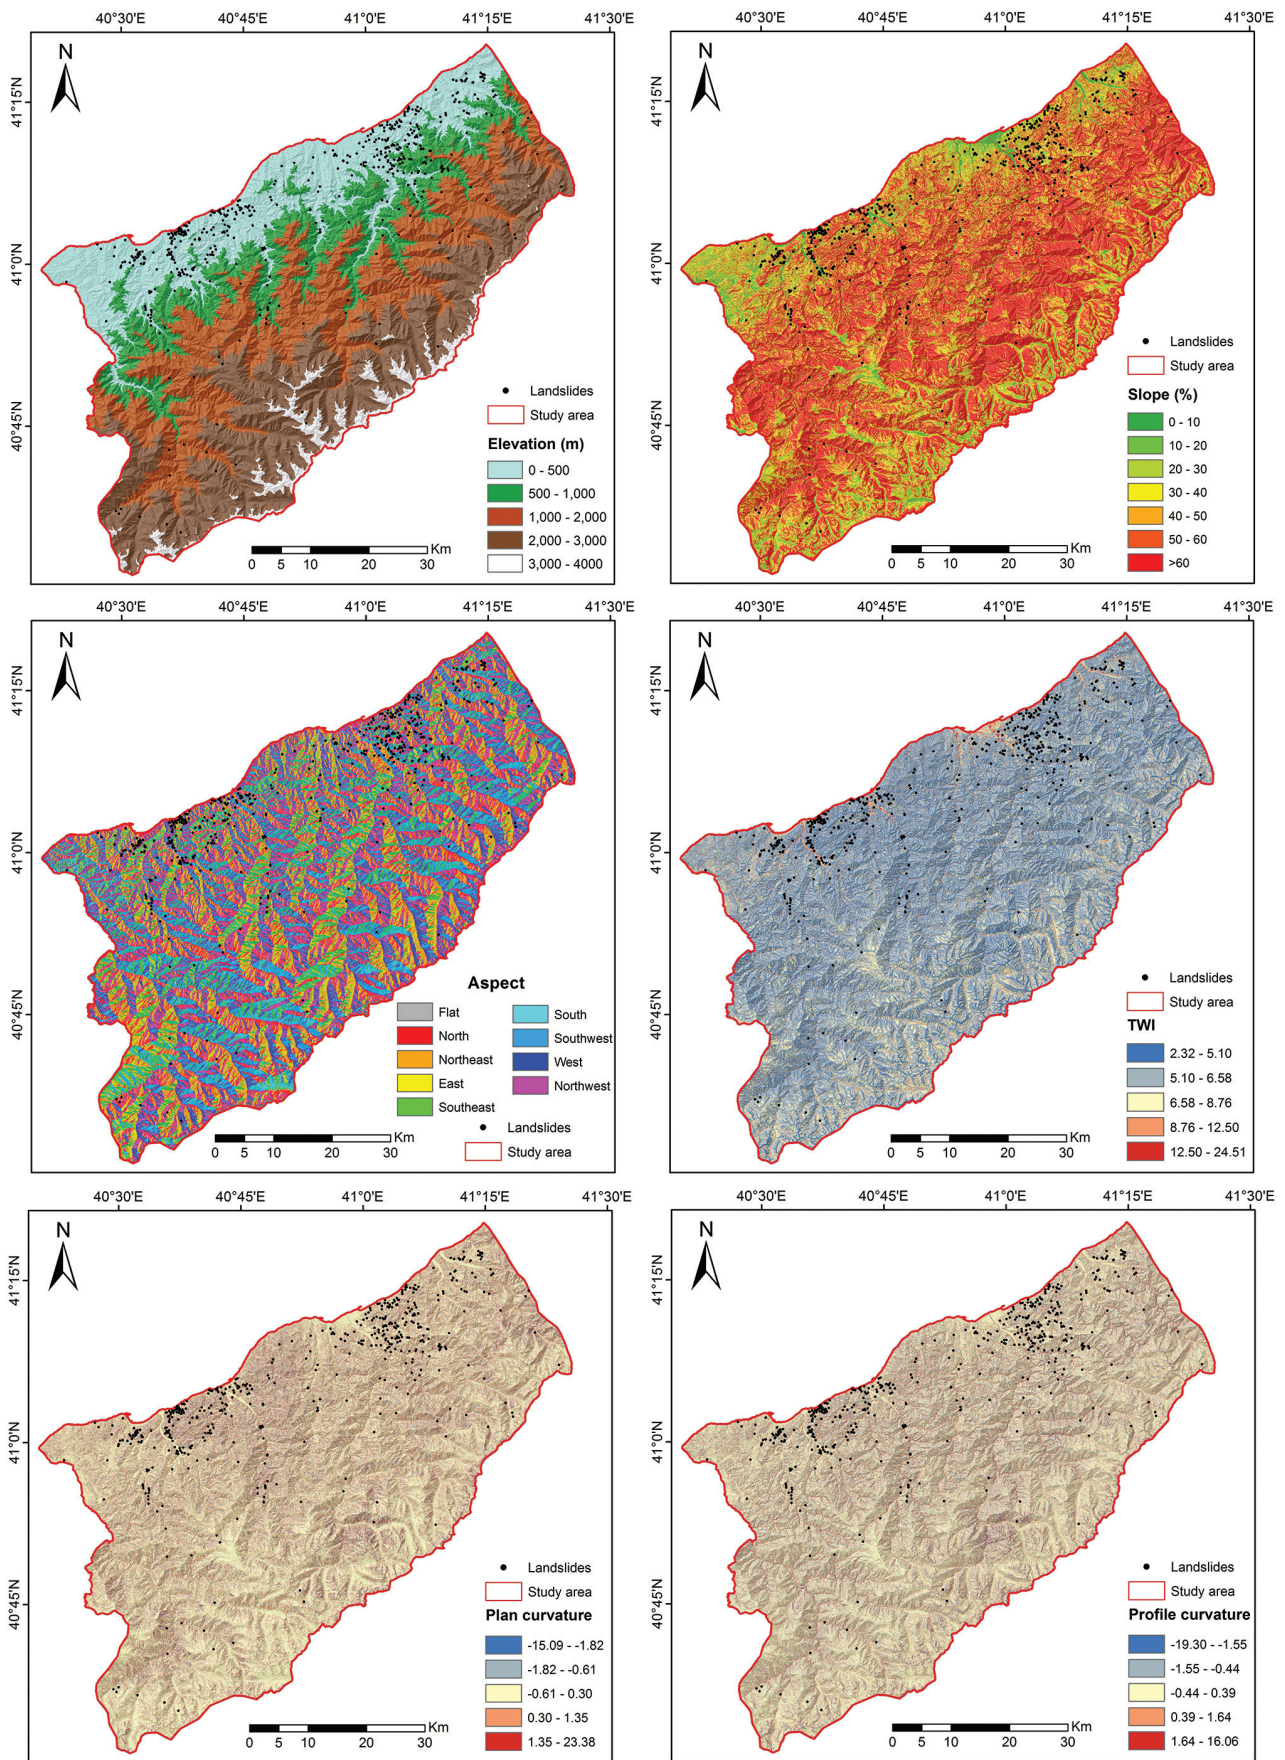 40°30'E 40°45'E 41°0'E 41°15'E 41°30'E
N
41°15'N
41°0'N
40°45'N
Landslides
Study area
Elevation (m)
0 - 500
500 - 1,000
1,000 - 2,000
2,000 - 3,000
3,000 - 4000
Km
0 5 10 20 30
40°30'E 40°45'E 41°0'E 41°15'E 41°30'E
N
41°15'N
41°0'N
40°45'N
Landslides
Study area
Slope (%)
0 - 10
10 - 20
20 - 30
30 - 40
40 - 50
50 - 60
>60
Km
0 5 10 20 30
40°30'E 40°45'E 41°0'E 41°15'E 41°30'E
N
41°15'N
41°0'N
40°45'N
Aspect
Flat
North
Northeast
East
Southeast
South
Southwest
West
Northwest
Landslides
Study area
Km
0 5 10 20 30
40°30'E 40°45'E 41°0'E 41°15'E 41°30'E
N
41°15'N
41°0'N
40°45'N
Landslides
Study area
TWI
2.32 - 5.10
5.10 - 6.58
6.58 - 8.76
8.76 - 12.50
12.50 - 24.51
Km
0 5 10 20 30
40°30'E 40°45'E 41°0'E 41°15'E 41°30'E
N
41°15'N
41°0'N
40°45'N
Landslides
Study area
Plan curvature
-15.09 - -1.82
-1.82 - -0.61
-0.61 - 0.30
0.30 - 1.35
1.35 - 23.38
Km
0 5 10 20 30
40°30'E 40°45'E 41°0'E 41°15'E 41°30'E
N
41°15'N
41°0'N
40°45'N
Landslides
Study area
Profile curvature
-19.30 - -1.55
-1.55 - -0.44
-0.44 - 0.39
0.39 - 1.64
1.64 - 16.06
Km
0 5 10 20 30